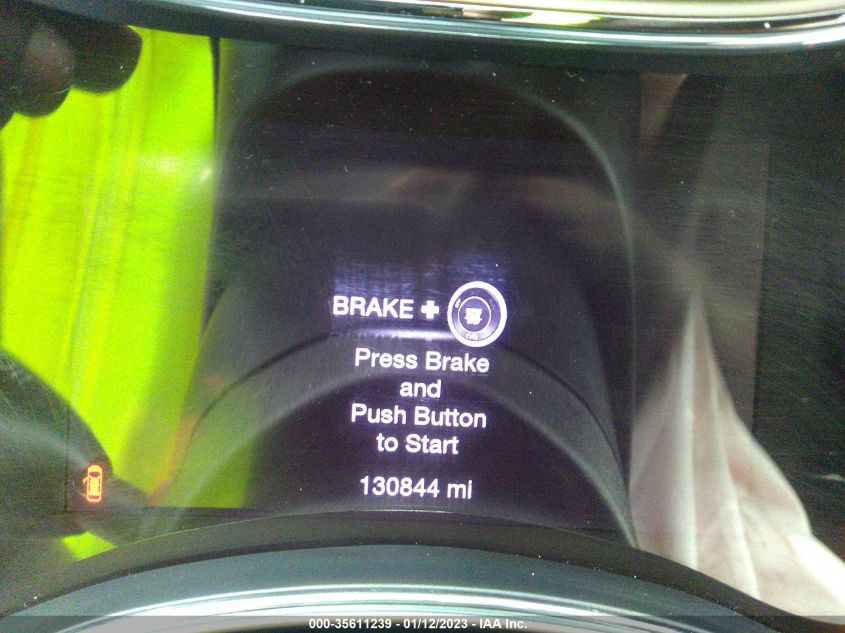 BRAKE +
Press Brake
and
Push Button
to Start
130844 mi
000-35611239 - 01/12/2023 - IAA Inc.